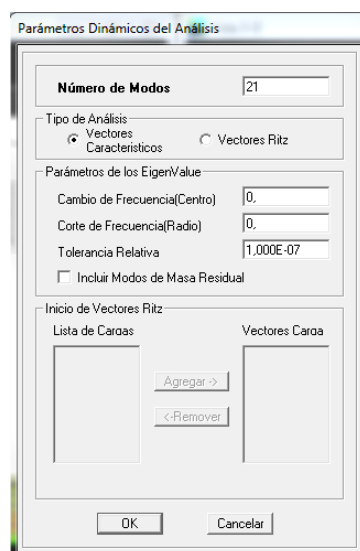 Parámetros Dinámicos del Análisis
Número de Modos 21
Tipo de Análisis
Vectores Caracteristicos Vectores Ritz
Parámetros de los EigenValue
Cambio de Frecuencia(Centro) 0,
Corte de Frecuencia(Radio) 0,
Tolerancia Relativa 1,000E-07
Incluir Modos de Masa Residual
Inicio de Vectores Ritz
Lista de Cargas Vectores Carga
Agregar ->
<-Remover
OK Cancelar